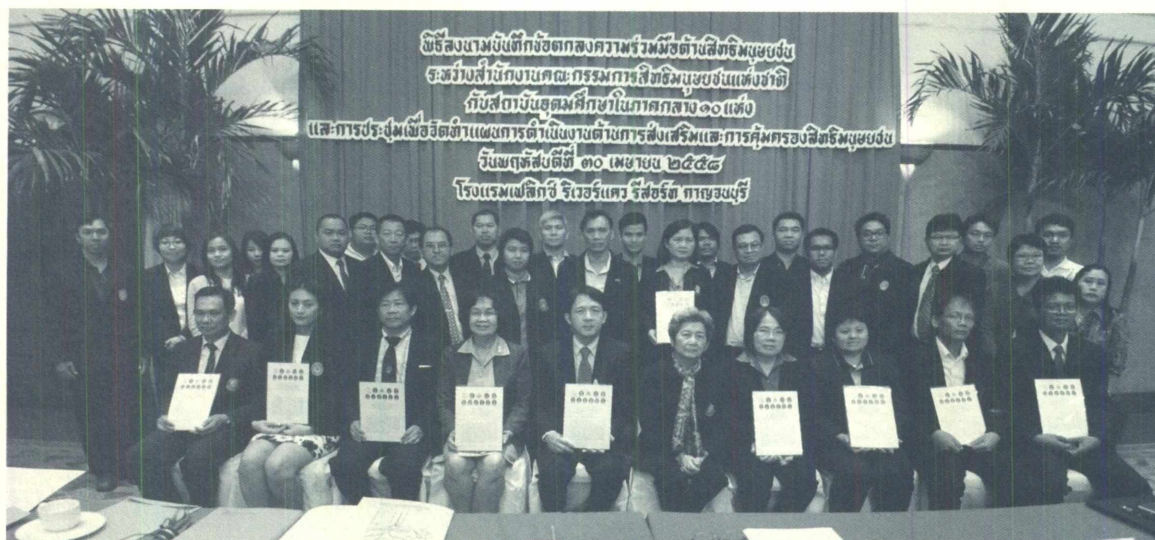 พิธีลงนามบันทึกข้อตกลงความร่วมมือด้านสิทธิมนุษยชน
ระหว่างสำนักงานคณะกรรมการสิทธิมนุษยชนแห่งชาติ
กับสถาบันอุดมศึกษาในภาคกลาง ๑๐ แห่ง
และการประชุมเพื่อจัดทำแผนการดำเนินงานด้านการส่งเสริมและการคุ้มครองสิทธิมนุษยชน
วันพฤหัสบดีที่ ๓๐ เมษายน ๒๕๕๘
โรงแรมเฟลิกซ์ ริเวอร์แคว รีสอร์ท กาญจนบุรี